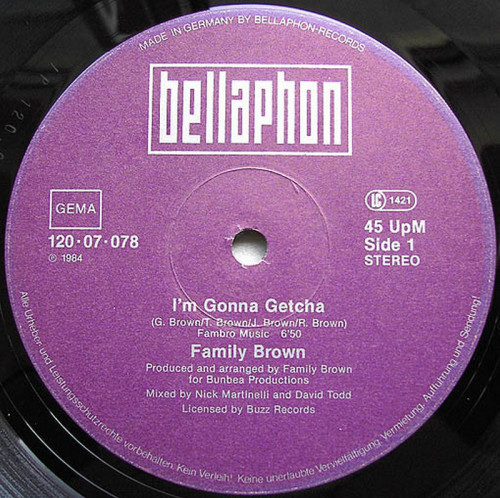 MADE IN GERMANY BY BELLAPHON-RECORDS
bellaphon
GEMA
LC 1421
120·07·078
℗ 1984
45 UpM
Side 1
STEREO
I'm Gonna Getcha
(G. Brown/T. Brown/J. Brown/R. Brown)
Fambro Music 6'50
Family Brown
Produced and arranged by Family Brown
for Bunbea Productions
Mixed by Nick Martinelli and David Todd
Licensed by Buzz Records
Alle Urheber- und Leistungsschutzrechte vorbehalten. Kein Verleih! Keine unerlaubte Vervielfältigung, Vermietung, Aufführung und Sendung!